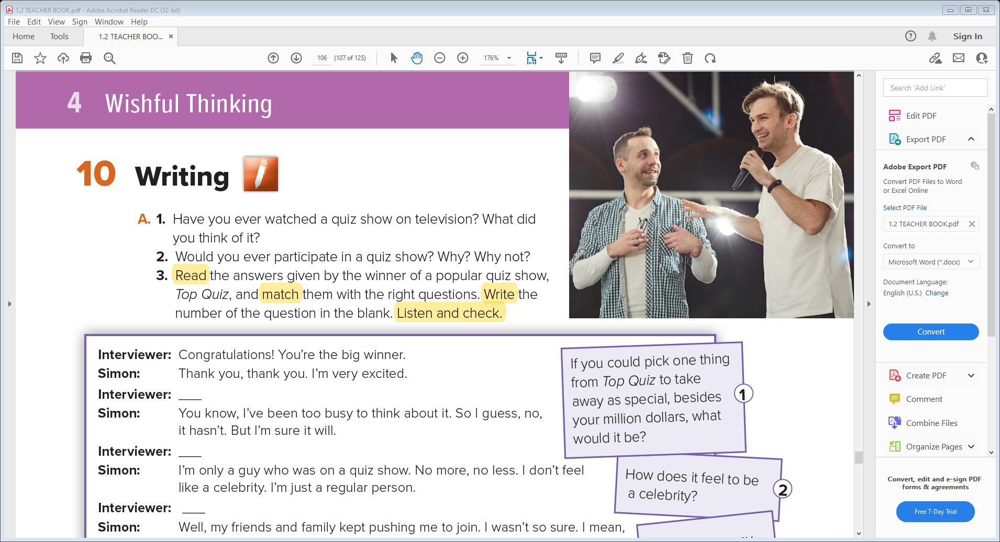 1.2 TEACHER BOOK.pdf - Adobe Acrobat Reader DC (32-bit)
File Edit View Sign Window Help
Home Tools 1.2 TEACHER BOO... ×
Sign In
106 (107 of 125) 176%
4 Wishful Thinking
10 Writing
A. 1. Have you ever watched a quiz show on television? What did
you think of it?
2. Would you ever participate in a quiz show? Why? Why not?
3. Read the answers given by the winner of a popular quiz show,
Top Quiz, and match them with the right questions. Write the
number of the question in the blank. Listen and check.
Interviewer: Congratulations! You're the big winner.
Simon: Thank you, thank you. I'm very excited.
Interviewer: ___
Simon: You know, I've been too busy to think about it. So I guess, no,
it hasn't. But I'm sure it will.
Interviewer: ___
Simon: I'm only a guy who was on a quiz show. No more, no less. I don't feel
like a celebrity. I'm just a regular person.
Interviewer: ___
Simon: Well, my friends and family kept pushing me to join. I wasn't so sure. I mean,
If you could pick one thing
from Top Quiz to take
away as special, besides
your million dollars, what
would it be?
1
How does it feel to be
a celebrity?
2
Search 'Add Link'
Edit PDF
Export PDF
Adobe Export PDF
Convert PDF Files to Word
or Excel Online
Select PDF File
1.2 TEACHER BOOK.pdf
Convert to
Microsoft Word (*.docx)
Document Language:
English (U.S.) Change
Convert
Create PDF
Comment
Combine Files
Organize Pages
Convert, edit and e-sign PDF
forms & agreements
Free 7-Day Trial